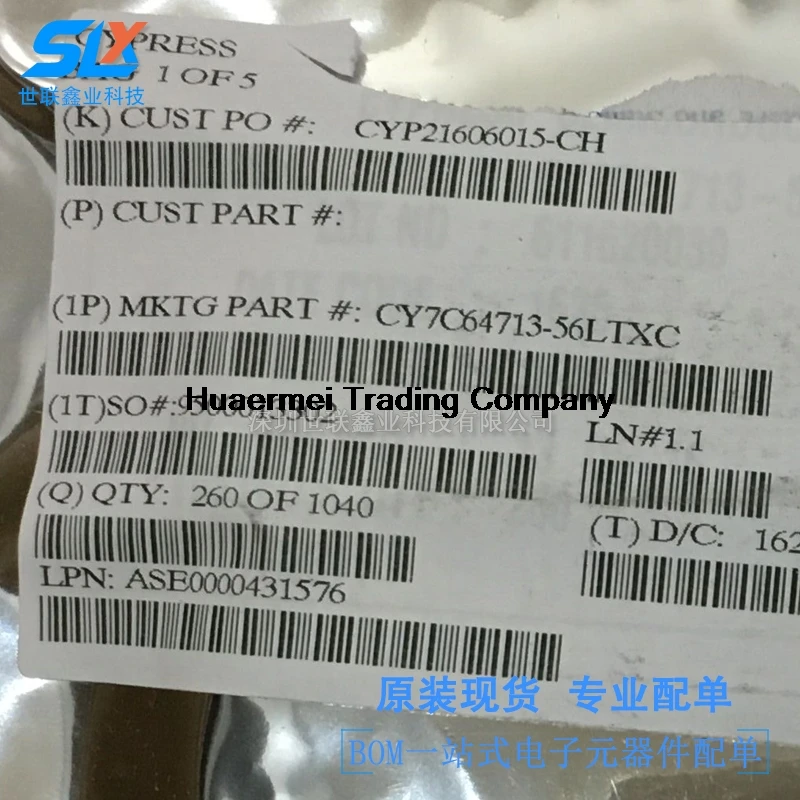 SLX
世联鑫业科技
CYPRESS
1 OF 5
(K) CUST PO #: CYP21606015-CH
(P) CUST PART #:
(1P) MKTG PART #: CY7C64713-56LTXC
Huaermei Trading Company
(1T)SO#:
深圳世联鑫业科技有限公司
LN#1.1
(Q) QTY: 260 OF 1040
(T) D/C: 162
LPN: ASE0000431576
原装现货 专业配单
BOM一站式电子元器件配单